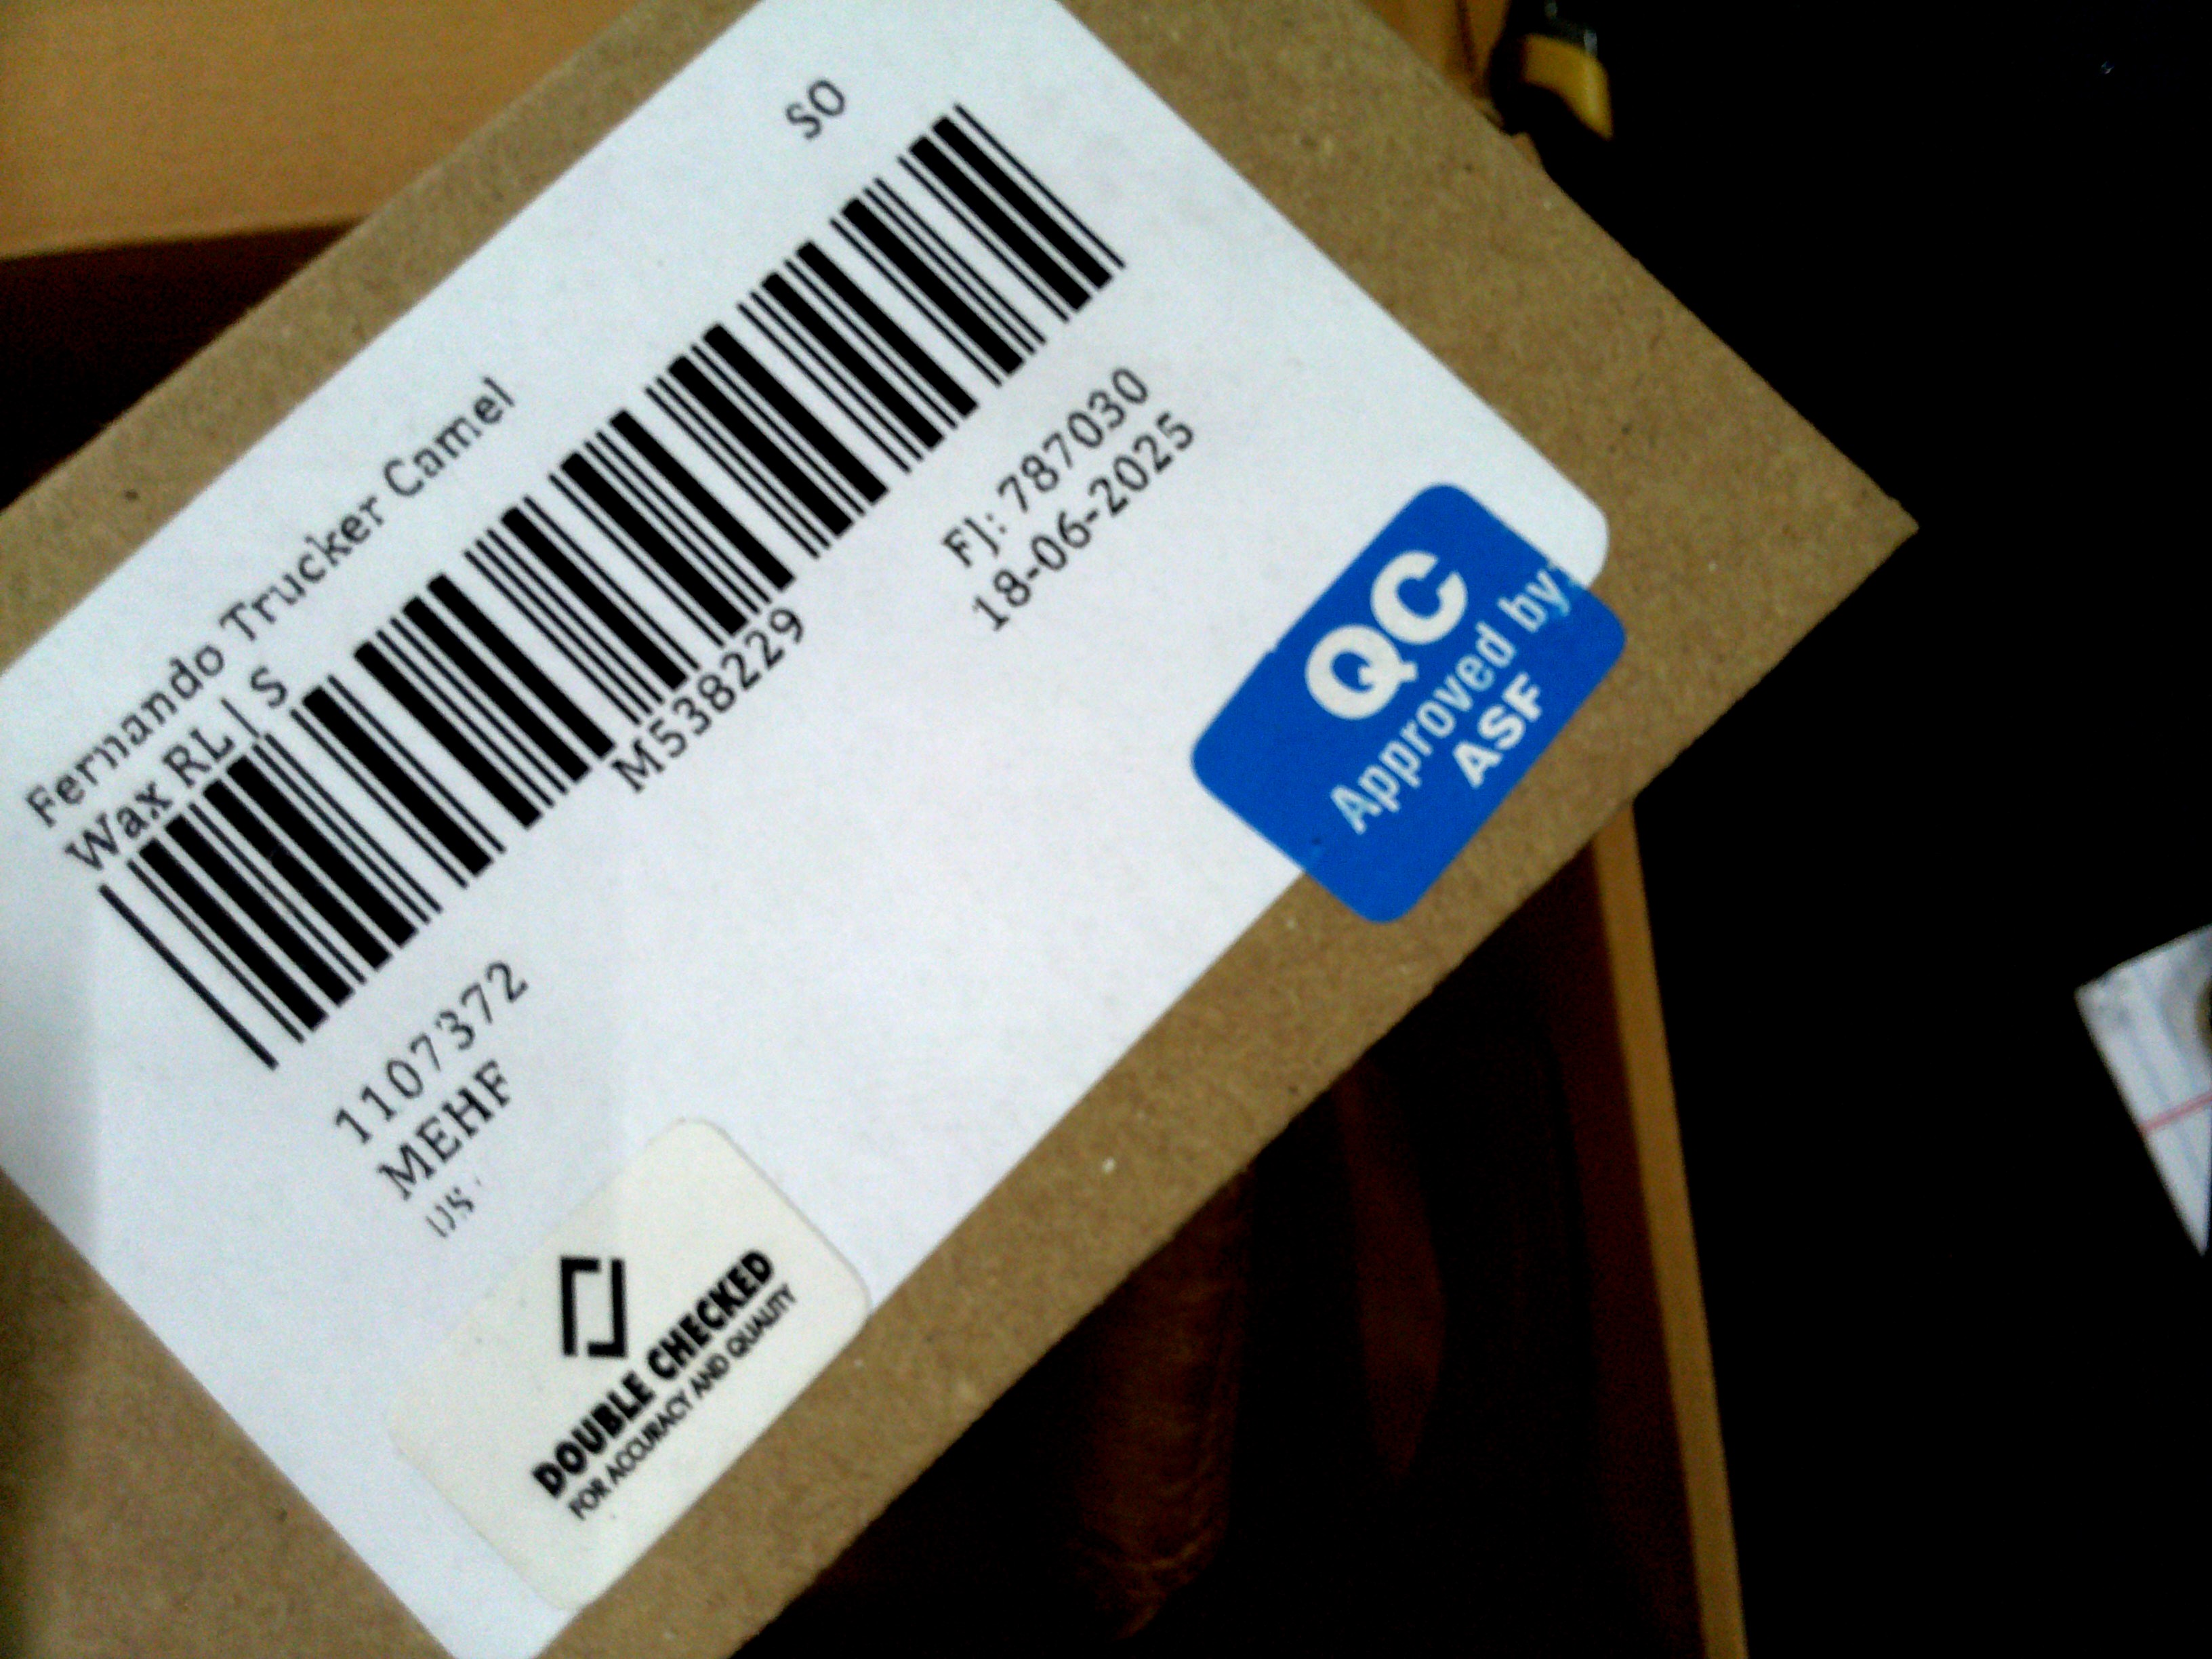 SO
Fernando Trucker Camel
Wax RL | S
M538229
FJ: 787030
18-06-2025
1107372
MEHF
US
QC
Approved by:
ASF
DOUBLE CHECKED
FOR ACCURACY AND QUALITY